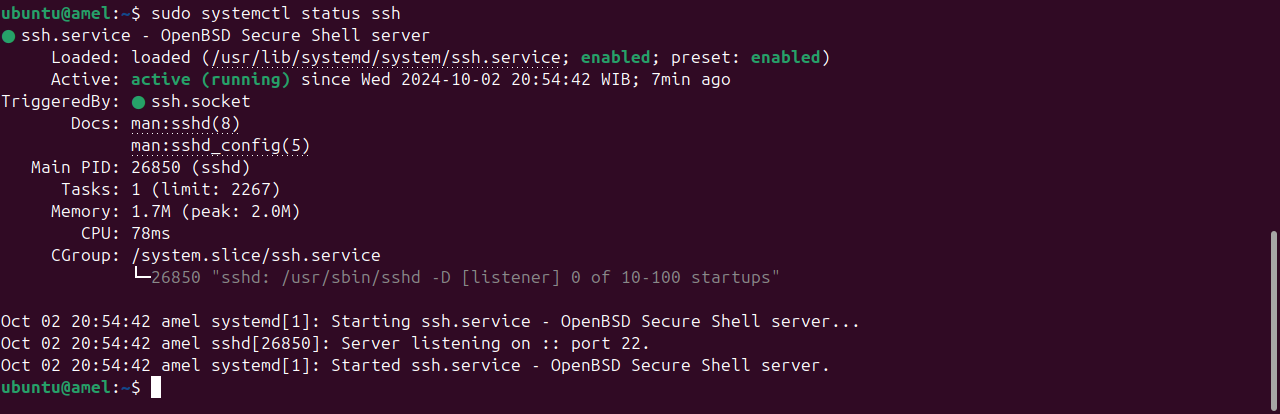 ubuntu@amel:~$ sudo systemctl status ssh
● ssh.service - OpenBSD Secure Shell server
     Loaded: loaded (/usr/lib/systemd/system/ssh.service; enabled; preset: enabled)
     Active: active (running) since Wed 2024-10-02 20:54:42 WIB; 7min ago
TriggeredBy: ● ssh.socket
       Docs: man:sshd(8)
             man:sshd_config(5)
   Main PID: 26850 (sshd)
      Tasks: 1 (limit: 2267)
     Memory: 1.7M (peak: 2.0M)
        CPU: 78ms
     CGroup: /system.slice/ssh.service
             └─26850 "sshd: /usr/sbin/sshd -D [listener] 0 of 10-100 startups"
Oct 02 20:54:42 amel systemd[1]: Starting ssh.service - OpenBSD Secure Shell server...
Oct 02 20:54:42 amel sshd[26850]: Server listening on :: port 22.
Oct 02 20:54:42 amel systemd[1]: Started ssh.service - OpenBSD Secure Shell server.
ubuntu@amel:~$